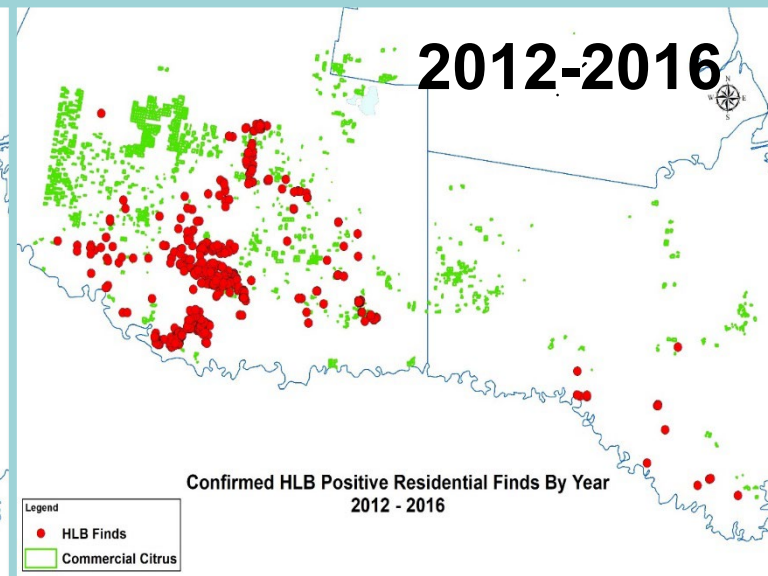 2012-2016
N
W E
S
Confirmed HLB Positive Residential Finds By Year
2012 - 2016
Legend
HLB Finds
Commercial Citrus